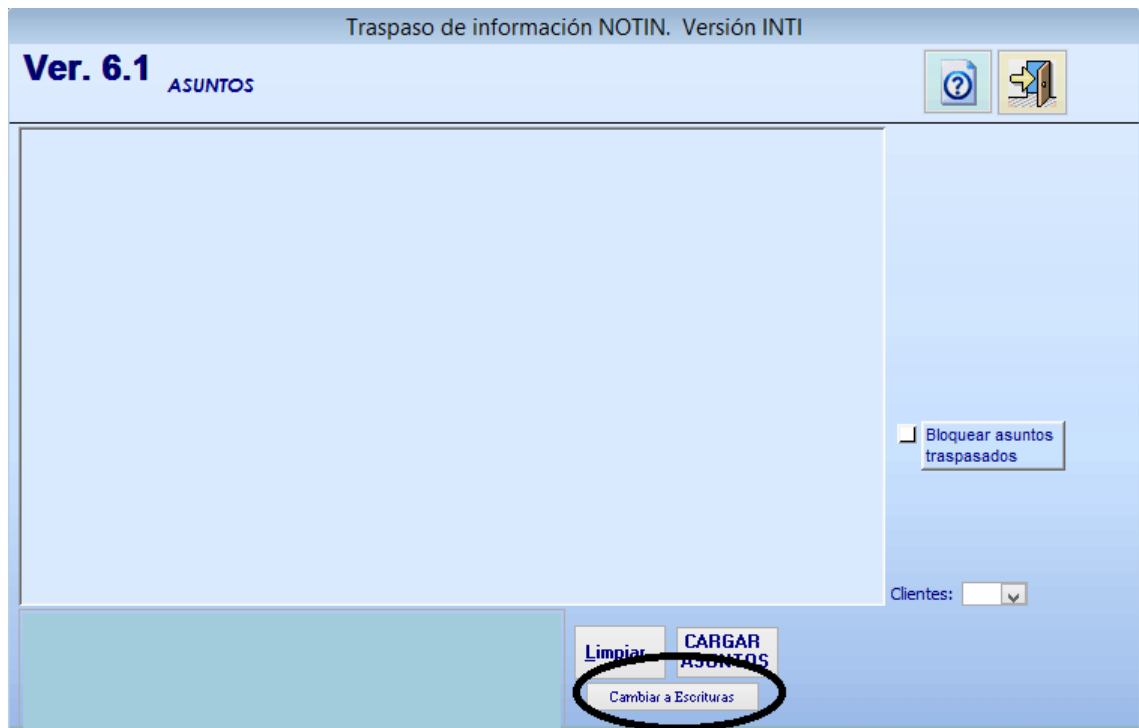 Traspaso de información NOTIN. Versión INTI
Ver. 6.1 ASUNTOS
Bloquear asuntos
traspasados
Clientes:
Limpiar
CARGAR
ASUNTOS
Cambiar a Escrituras